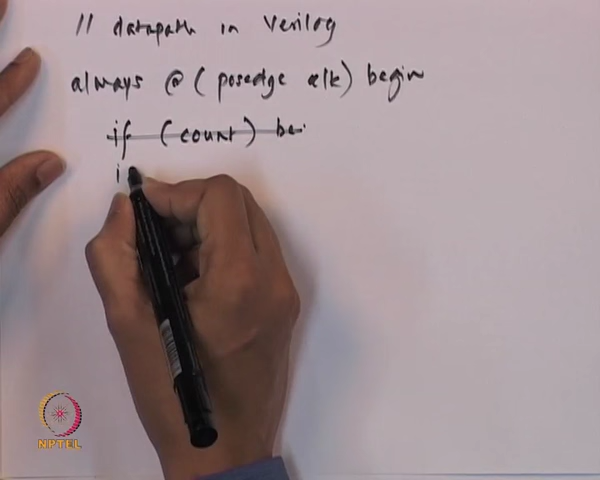 // datapath in Verilog
always @ (posedge clk) begin
if (count) be
i
NPTEL